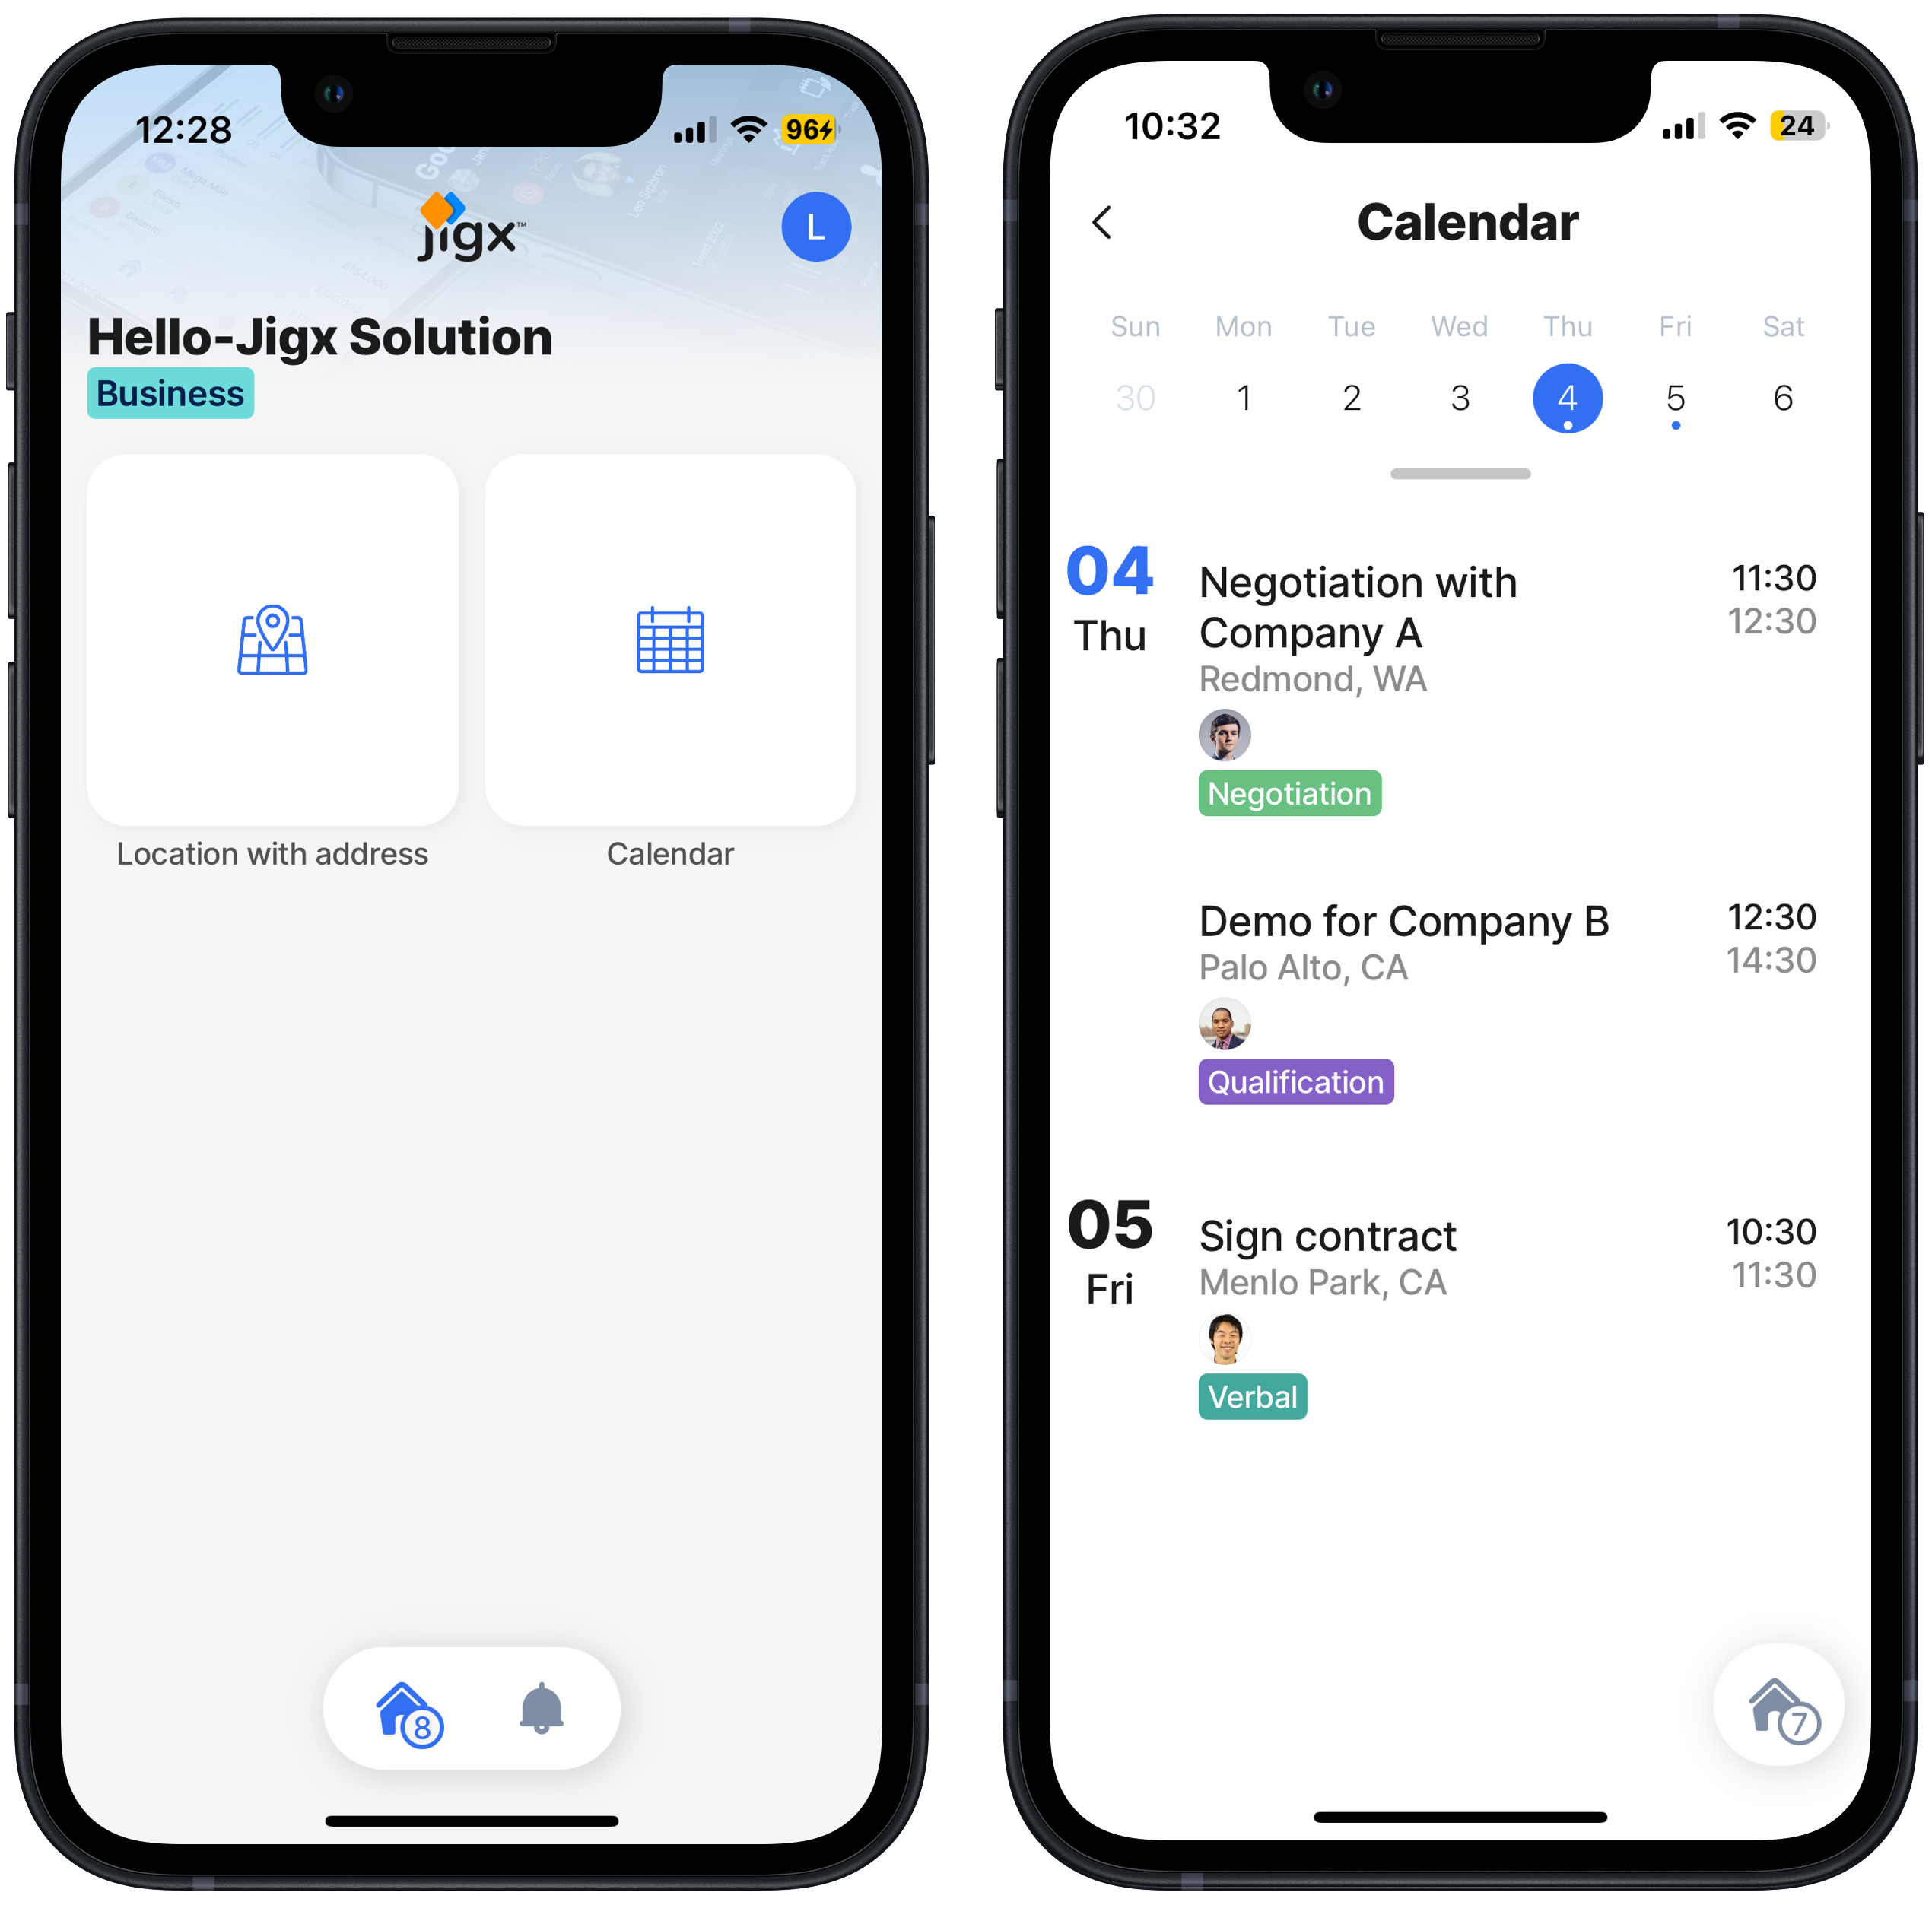 12:28
96
jigx™
L
Hello-Jigx Solution
Business
Location with address
Calendar
8
10:32
24
Calendar
Sun Mon Tue Wed Thu Fri Sat
30 1 2 3 4 5 6
04
Thu
Negotiation with
Company A
Redmond, WA
11:30
12:30
Negotiation
Demo for Company B
Palo Alto, CA
12:30
14:30
Qualification
05
Fri
Sign contract
Menlo Park, CA
10:30
11:30
Verbal
7